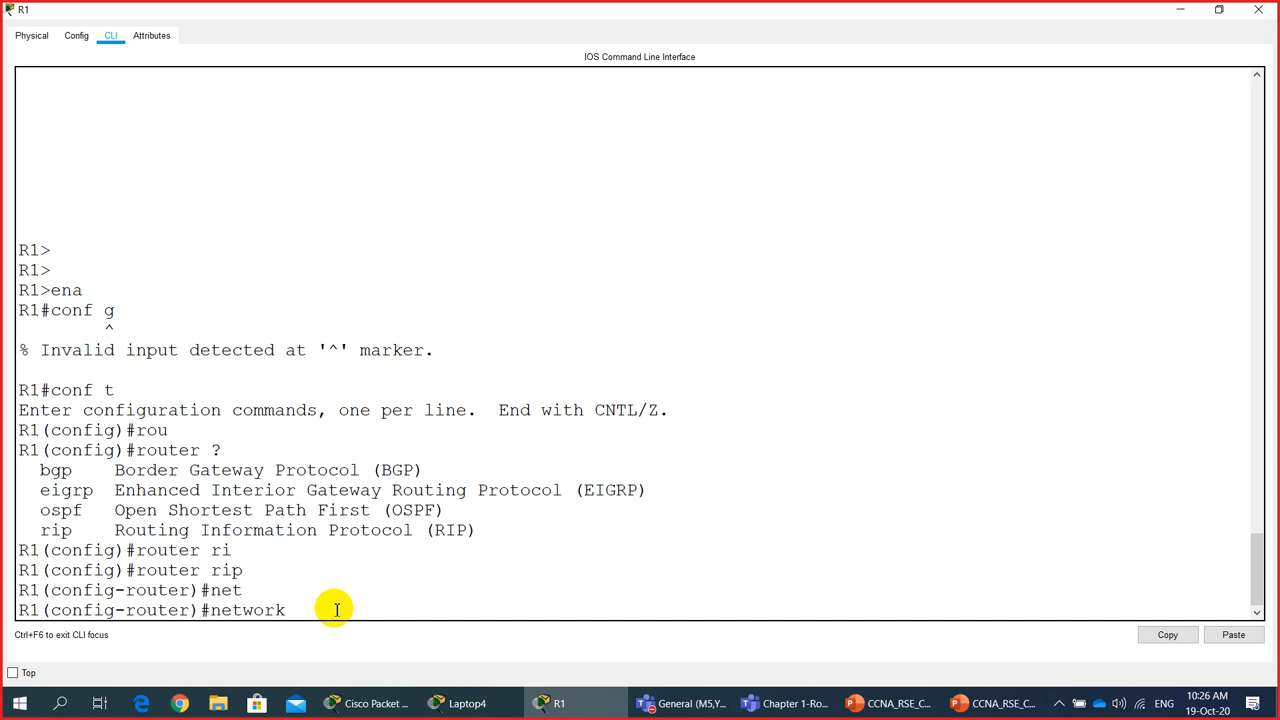 R1
Physical Config CLI Attributes
IOS Command Line Interface
R1>
R1>
R1>ena
R1#conf g
^
% Invalid input detected at '^' marker.
R1#conf t
Enter configuration commands, one per line.  End with CNTL/Z.
R1(config)#rou
R1(config)#router ?
bgp Border Gateway Protocol (BGP)
eigrp Enhanced Interior Gateway Routing Protocol (EIGRP)
ospf Open Shortest Path First (OSPF)
rip Routing Information Protocol (RIP)
R1(config)#router ri
R1(config)#router rip
R1(config-router)#net
R1(config-router)#network
Ctrl+F6 to exit CLI focus
Copy Paste
Top
Cisco Packet ... Laptop4 R1 General (M5,Y... Chapter 1-Ro... CCNA_RSE_C... CCNA_RSE_C... ENG 10:26 AM
19-Oct-20